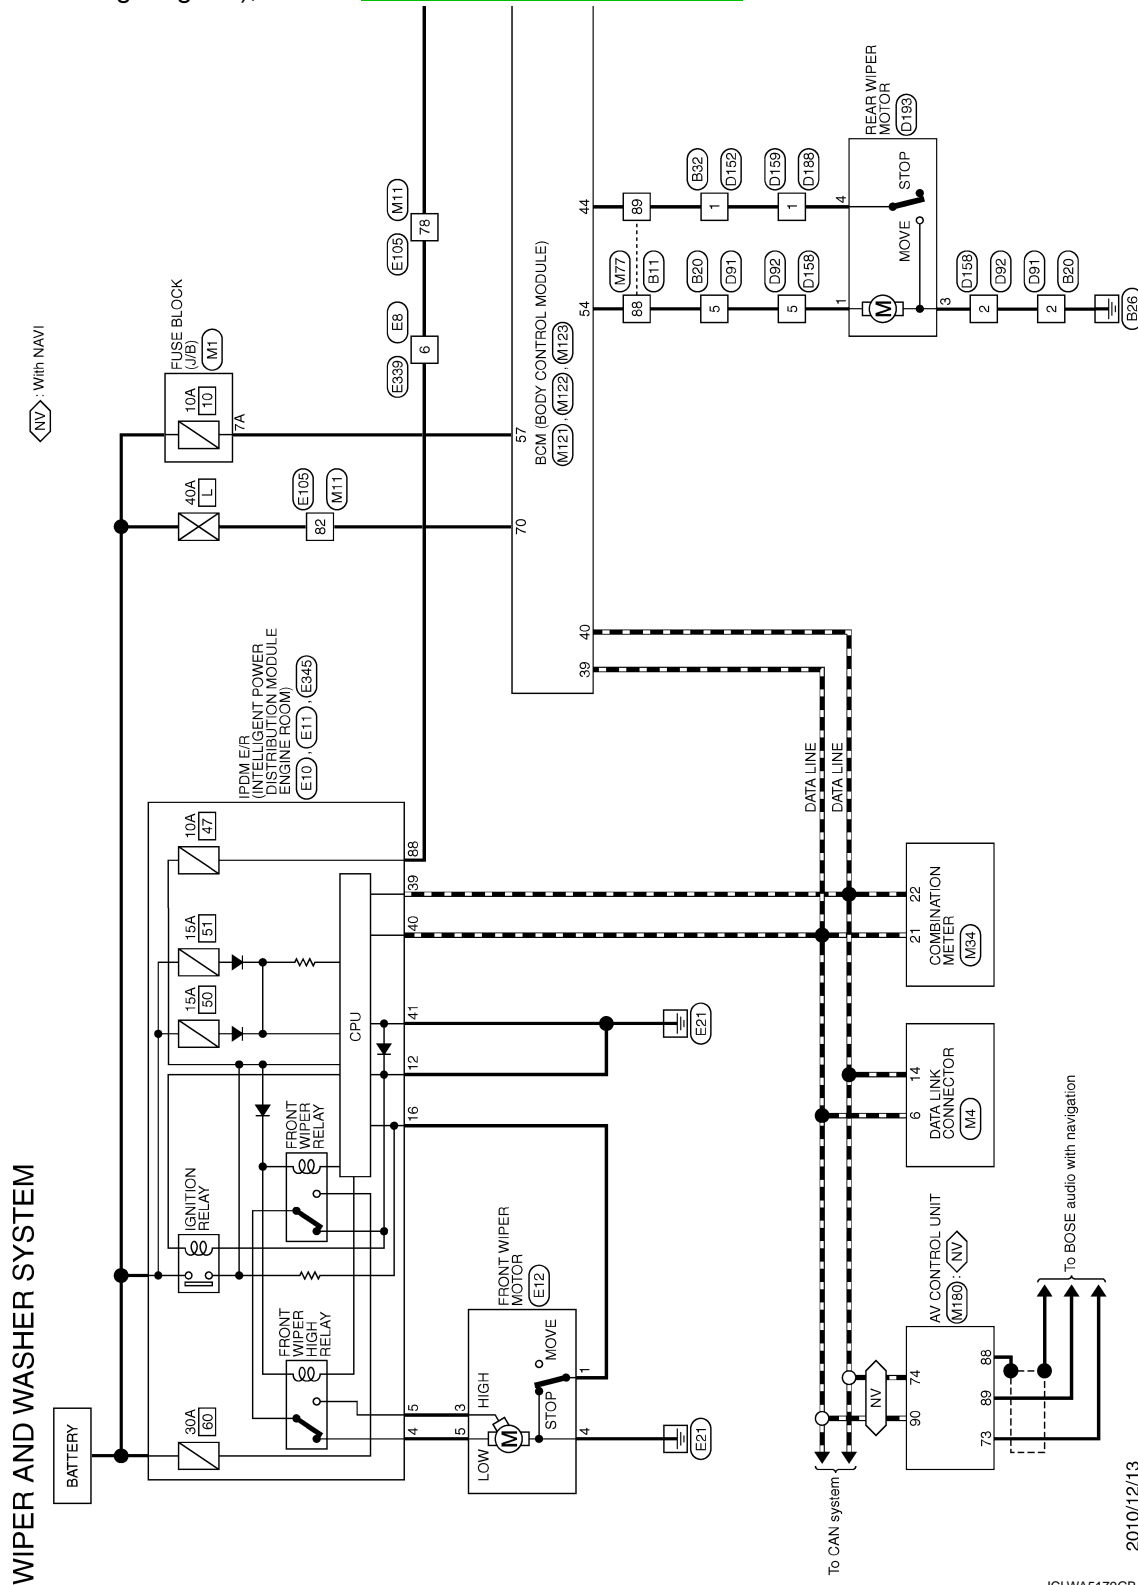 WIPER AND WASHER SYSTEM
NV : With NAVI
BATTERY
30A
60
FRONT
WIPER
HIGH
RELAY
IGNITION
RELAY
FRONT
WIPER
RELAY
CPU
15A
50
15A
51
10A
47
IPDM E/R
(INTELLIGENT POWER
DISTRIBUTION MODULE
ENGINE ROOM)
E10 , E11 , E345
40A
L
E105
82
M11
10A
10
7A
FUSE BLOCK
(J/B)
M1
E339
6
E8
E105
78
M11
4
5
16
12
41
40
39
88
70
57
BCM (BODY CONTROL MODULE)
M121 , M122 , M123
39
40
54
44
5
3
LOW
HIGH
M
STOP
MOVE
4
1
FRONT WIPER
MOTOR
E12
E21
E21
M77
88
89
B11
B20
5
D91
B32
1
D152
D92
5
D158
D159
1
D188
1
4
M
MOVE
STOP
REAR WIPER
MOTOR
D193
3
D158
2
D92
D91
2
B20
B26
DATA LINE
DATA LINE
To CAN system
NV
90
74
AV CONTROL UNIT
M180 : NV
73
89
88
To BOSE audio with navigation
6
14
DATA LINK
CONNECTOR
M4
21
22
COMBINATION
METER
M34
2010/12/13